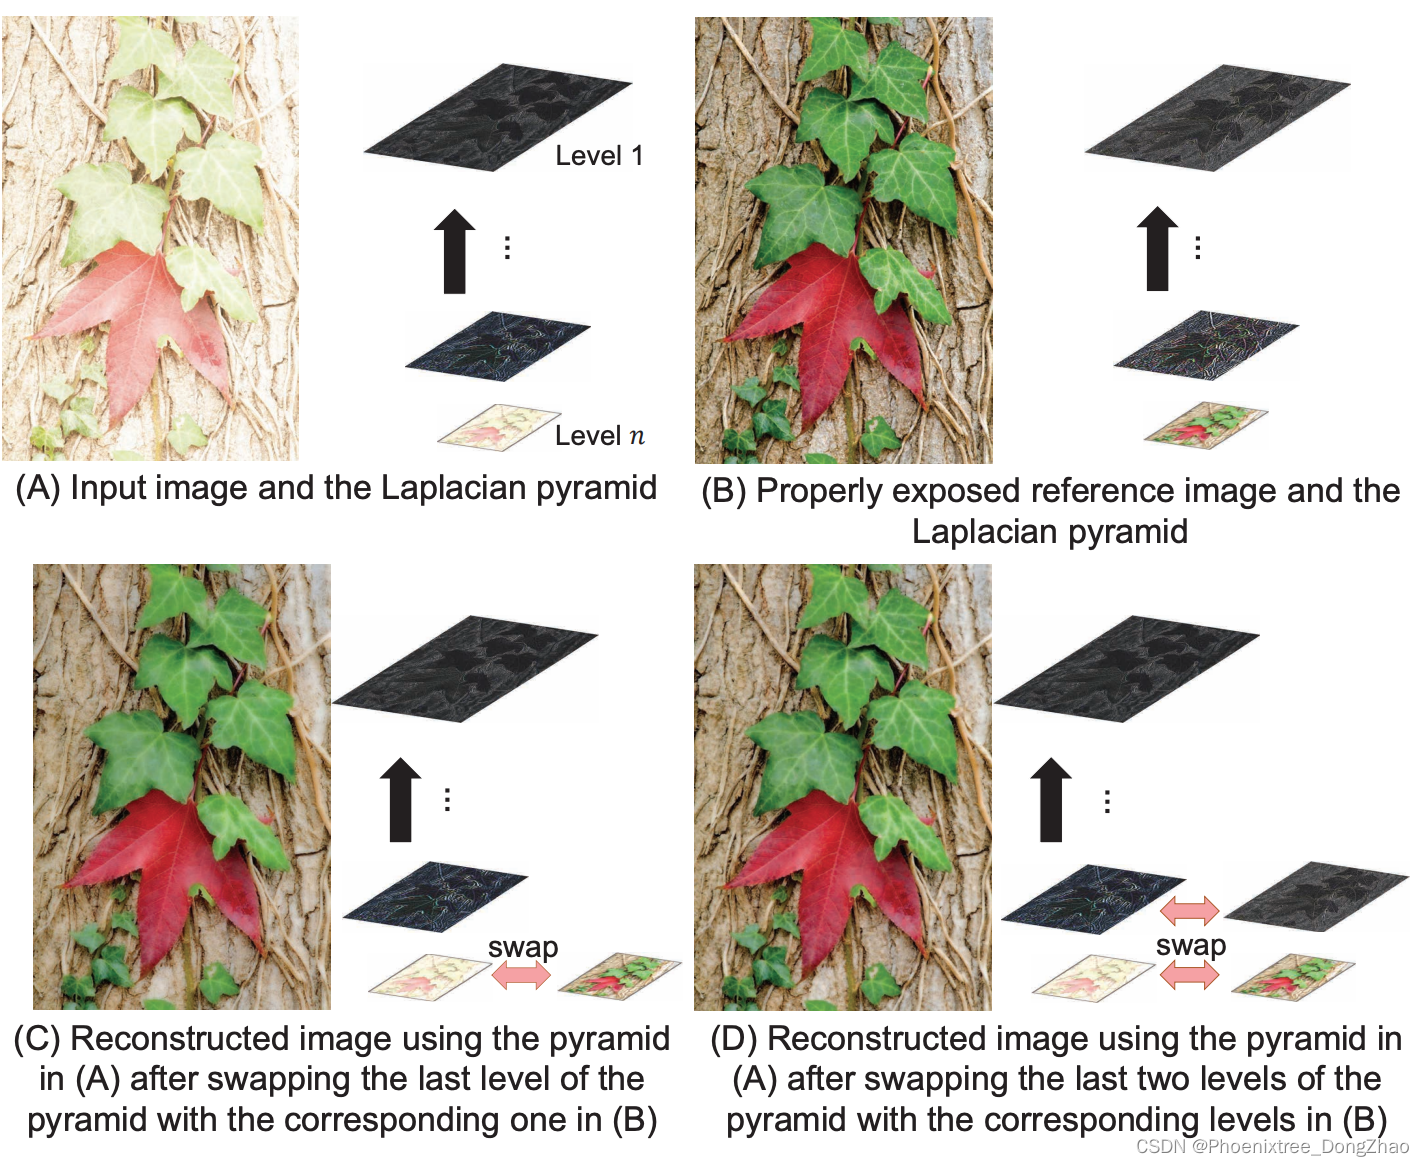 Level 1
Level n
(A) Input image and the Laplacian pyramid
(B) Properly exposed reference image and the
Laplacian pyramid
swap
(C) Reconstructed image using the pyramid
in (A) after swapping the last level of the
pyramid with the corresponding one in (B)
swap
(D) Reconstructed image using the pyramid in
(A) after swapping the last two levels of the
pyramid with the corresponding levels in (B)
CSDN @Phoenixtree_DongZhao